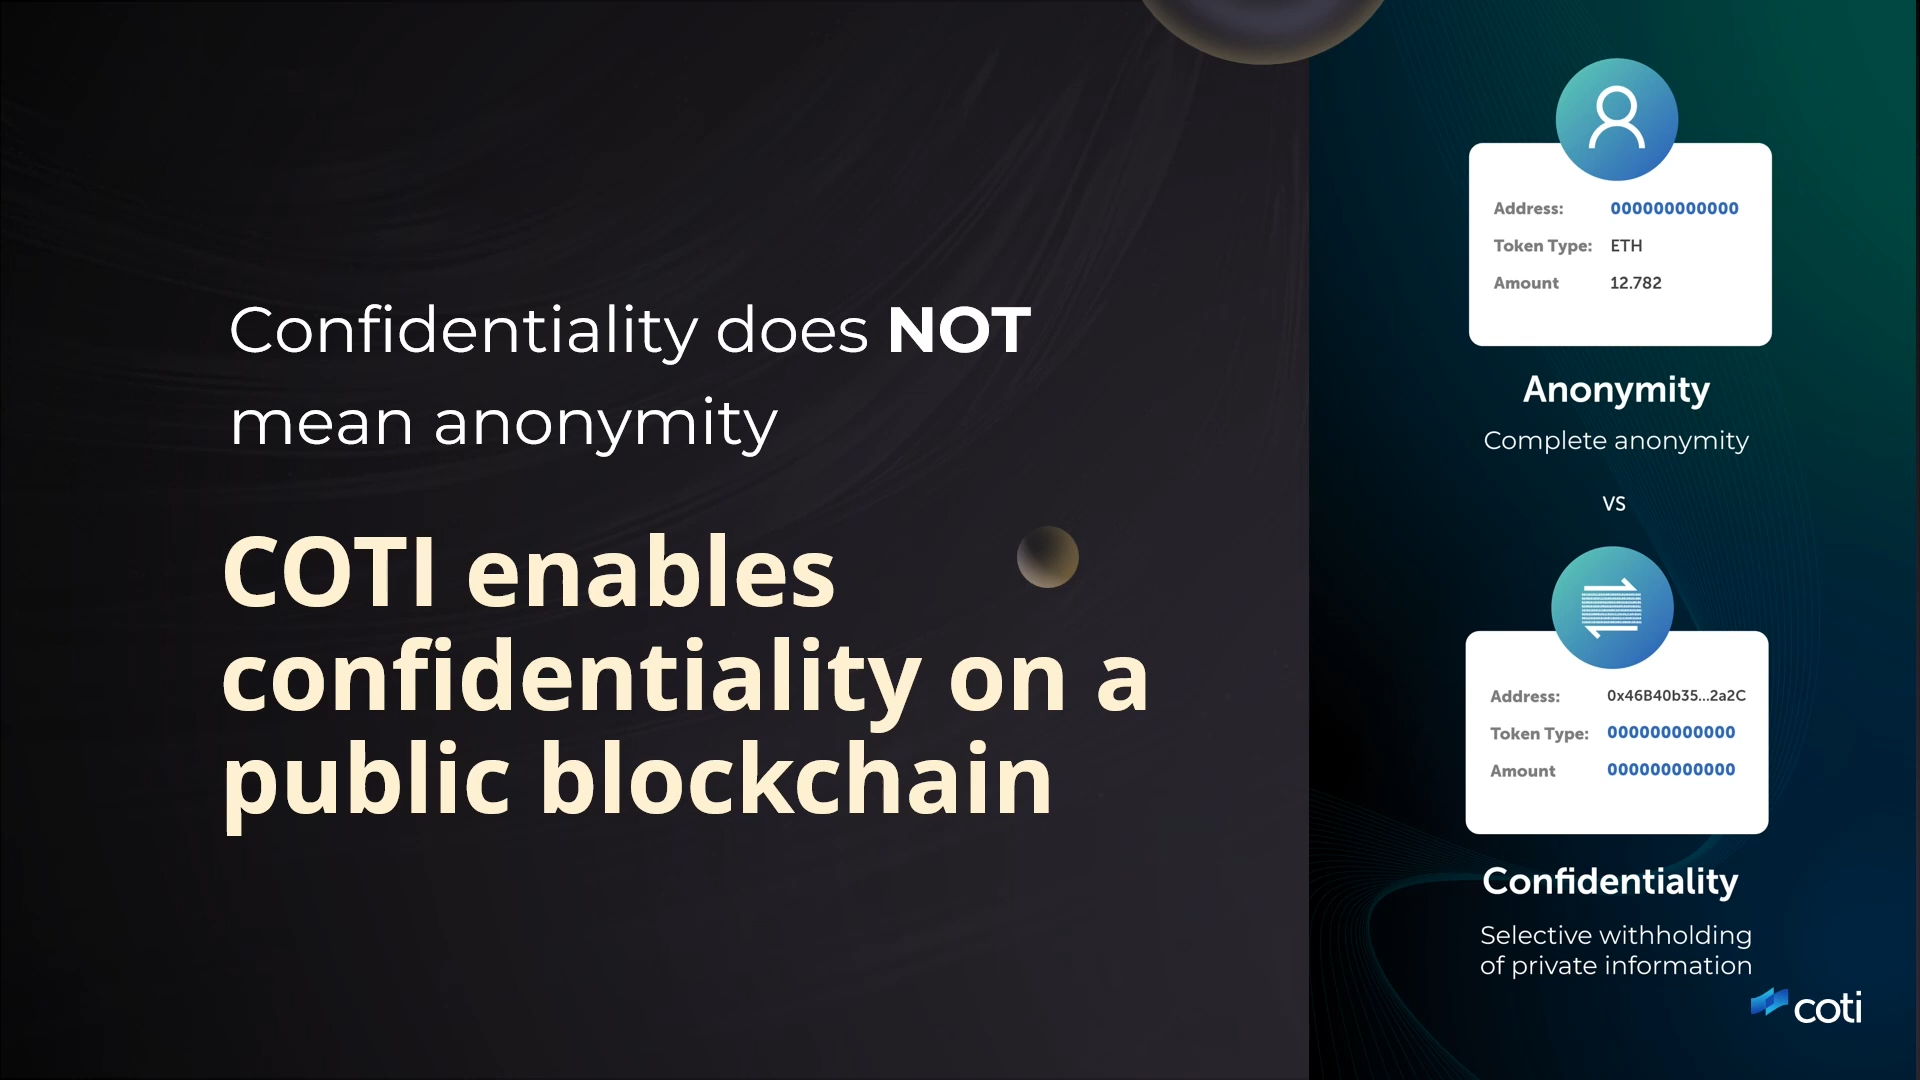 Confidentiality does NOT
mean anonymity
COTI enables
confidentiality on a
public blockchain
Address: 000000000000
Token Type: ETH
Amount 12.782
Anonymity
Complete anonymity
VS
Address: 0x46B40b35...2a2C
Token Type: 000000000000
Amount 000000000000
Confidentiality
Selective withholding
of private information
coti